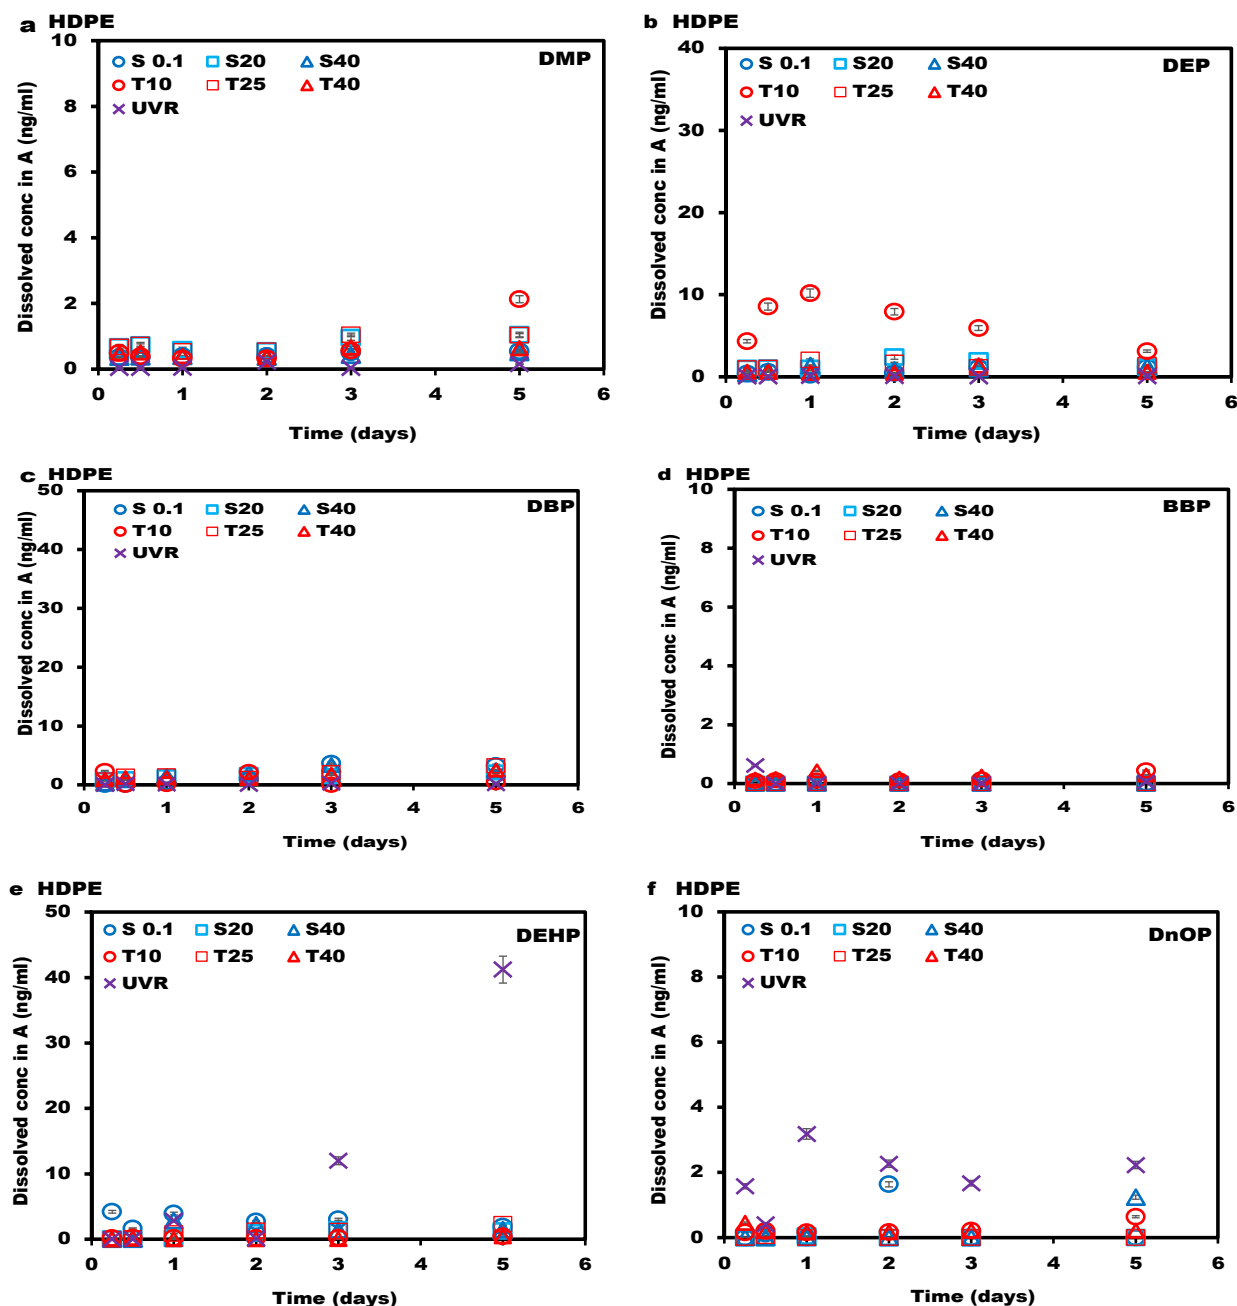 a HDPE
10
8
6
4
2
0
0 1 2 3 4 5 6
Dissolved conc in A (ng/ml)
Time (days)
S 0.1 S20 S40
T10 T25 T40
UVR
DMP
b HDPE
40
30
20
10
0
0 1 2 3 4 5 6
Dissolved conc in A (ng/ml)
Time (days)
S 0.1 S20 S40
T10 T25 T40
UVR
DEP
c HDPE
50
40
30
20
10
0
0 1 2 3 4 5 6
Dissolved conc in A (ng/ml)
Time (days)
S 0.1 S20 S40
T10 T25 T40
UVR
DBP
d HDPE
10
8
6
4
2
0
0 1 2 3 4 5 6
Dissolved conc in A (ng/ml)
Time (days)
S 0.1 S20 S40
T10 T25 T40
UVR
BBP
e HDPE
50
40
30
20
10
0
0 1 2 3 4 5 6
Dissolved conc in A (ng/ml)
Time (days)
S 0.1 S20 S40
T10 T25 T40
UVR
DEHP
f HDPE
10
8
6
4
2
0
0 1 2 3 4 5 6
Dissolved conc in A (ng/ml)
Time (days)
S 0.1 S20 S40
T10 T25 T40
UVR
DnOP